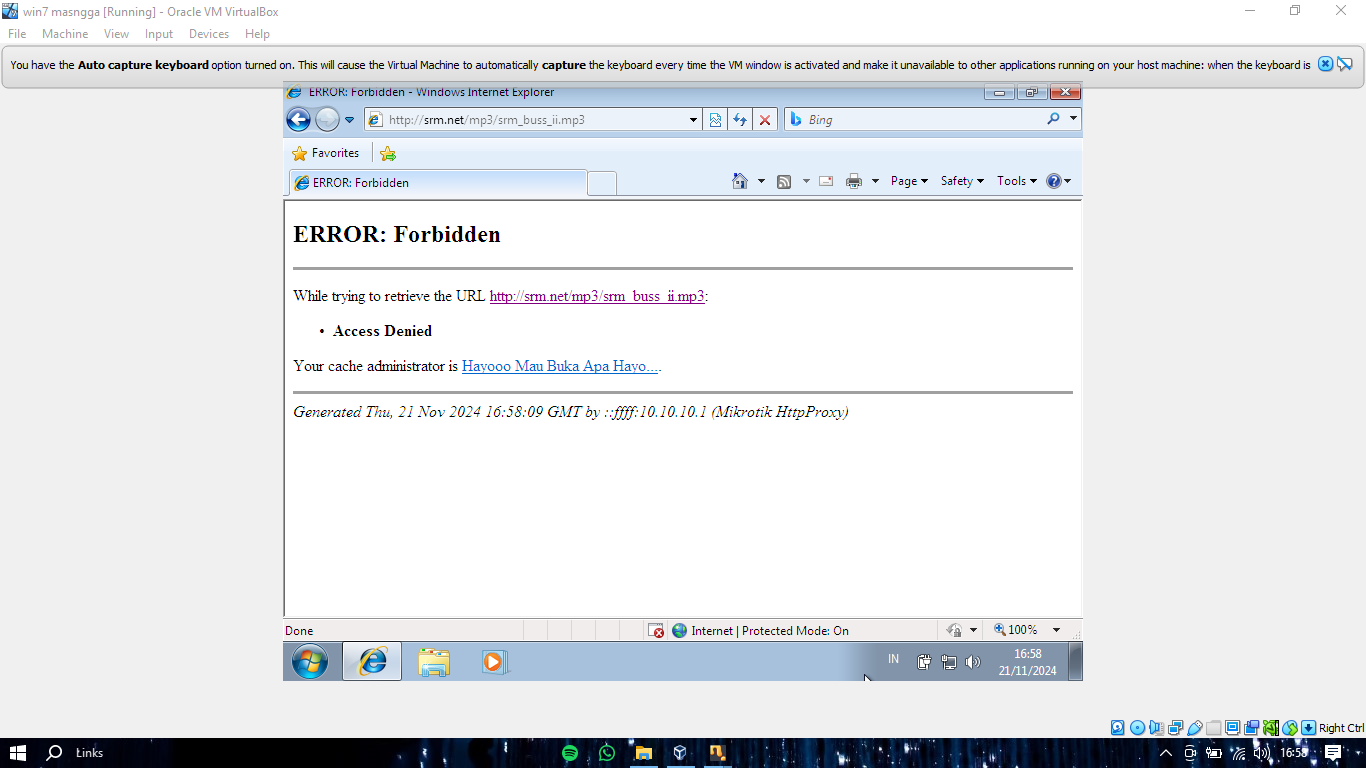 win7 masngga [Running] - Oracle VM VirtualBox
File Machine View Input Devices Help
You have the Auto capture keyboard option turned on. This will cause the Virtual Machine to automatically capture the keyboard every time the VM window is activated and make it unavailable to other applications running on your host machine: when the keyboard is
ERROR: Forbidden - Windows Internet Explorer
http://srm.net/mp3/srm_buss_ii.mp3
Bing
Favorites
ERROR: Forbidden
Page Safety Tools
ERROR: Forbidden
While trying to retrieve the URL http://srm.net/mp3/srm_buss_ii.mp3:
• Access Denied
Your cache administrator is Hayooo Mau Buka Apa Hayo....
Generated Thu, 21 Nov 2024 16:58:09 GMT by ::ffff:10.10.10.1 (Mikrotik HttpProxy)
Done
Internet | Protected Mode: On
100%
IN
16:58
21/11/2024
Right Ctrl
Łinks
16:58